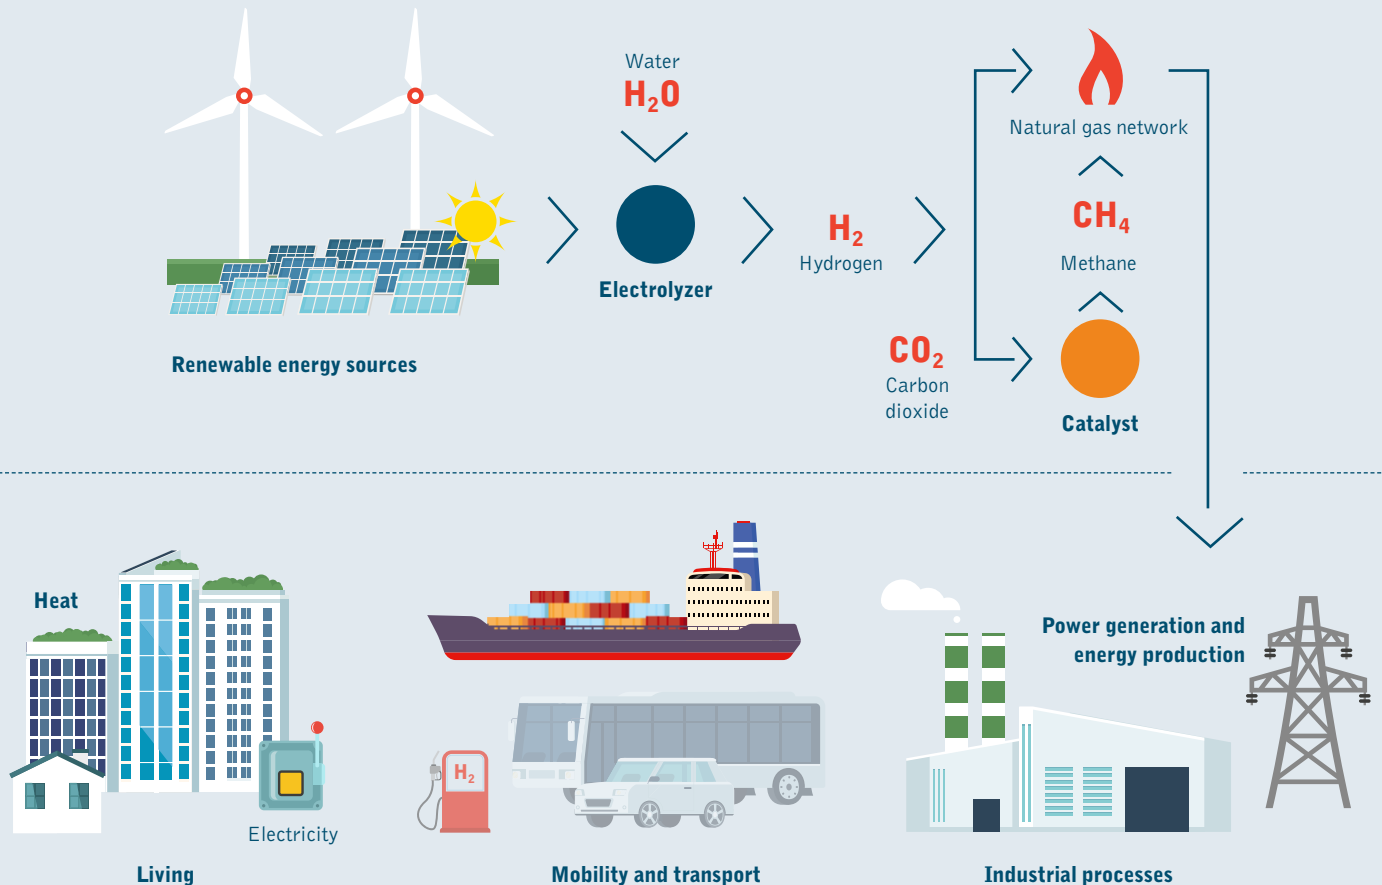 Water
H₂O
Electrolyzer
Renewable energy sources
H₂
Hydrogen
CO₂
Carbon
dioxide
Natural gas network
CH₄
Methane
Catalyst
Heat
Electricity
Living
H₂
Mobility and transport
Power generation and
energy production
Industrial processes